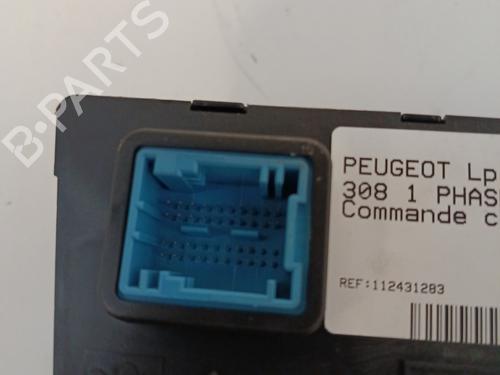 B-PARTS
PEUGEOT Lp
308 1 PHAS
Commande c
REF:112431283